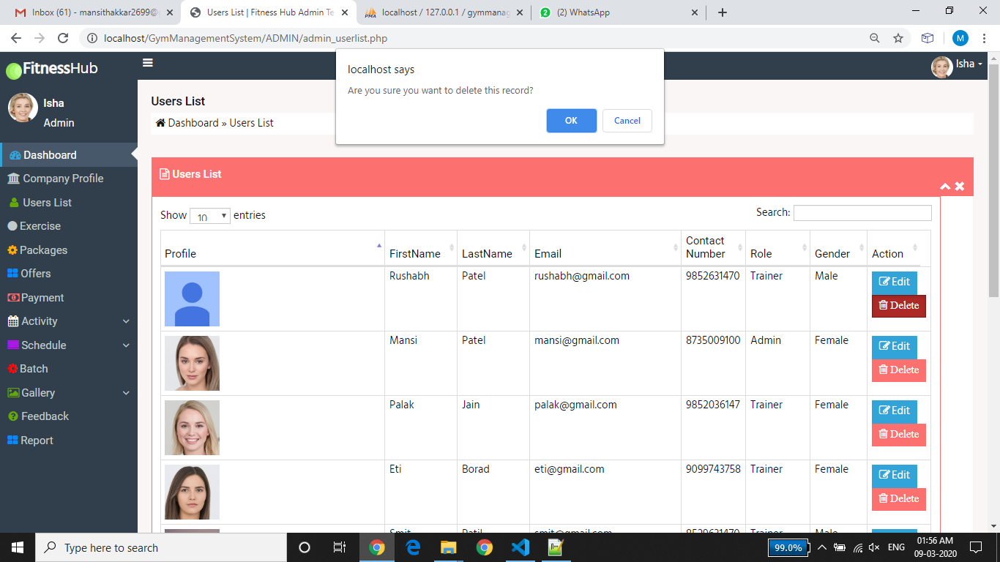 Inbox (61) - mansithakkar2699@
Users List | Fitness Hub Admin Te
localhost / 127.0.0.1 / gymmanag
(2) WhatsApp
localhost/GymManagementSystem/ADMIN/admin_userlist.php
M
FitnessHub
Isha
Isha
Admin
localhost says
Are you sure you want to delete this record?
OK
Cancel
Users List
Dashboard » Users List
Dashboard
Company Profile
Users List
Exercise
Packages
Offers
Payment
Activity
Schedule
Batch
Gallery
Feedback
Report
Users List
Show 10 entries
Search:
Profile FirstName LastName Email Contact Number Role Gender Action
Rushabh Patel rushabh@gmail.com 9852631470 Trainer Male Edit
Delete
Mansi Patel mansi@gmail.com 8735009100 Admin Female Edit
Delete
Palak Jain palak@gmail.com 9852036147 Trainer Female Edit
Delete
Eti Borad eti@gmail.com 9099743758 Trainer Female Edit
Delete
Smit Patil smit@gmail.com 8529631470 Trainer Male
Type here to search
99.0%
ENG
01:56 AM
09-03-2020